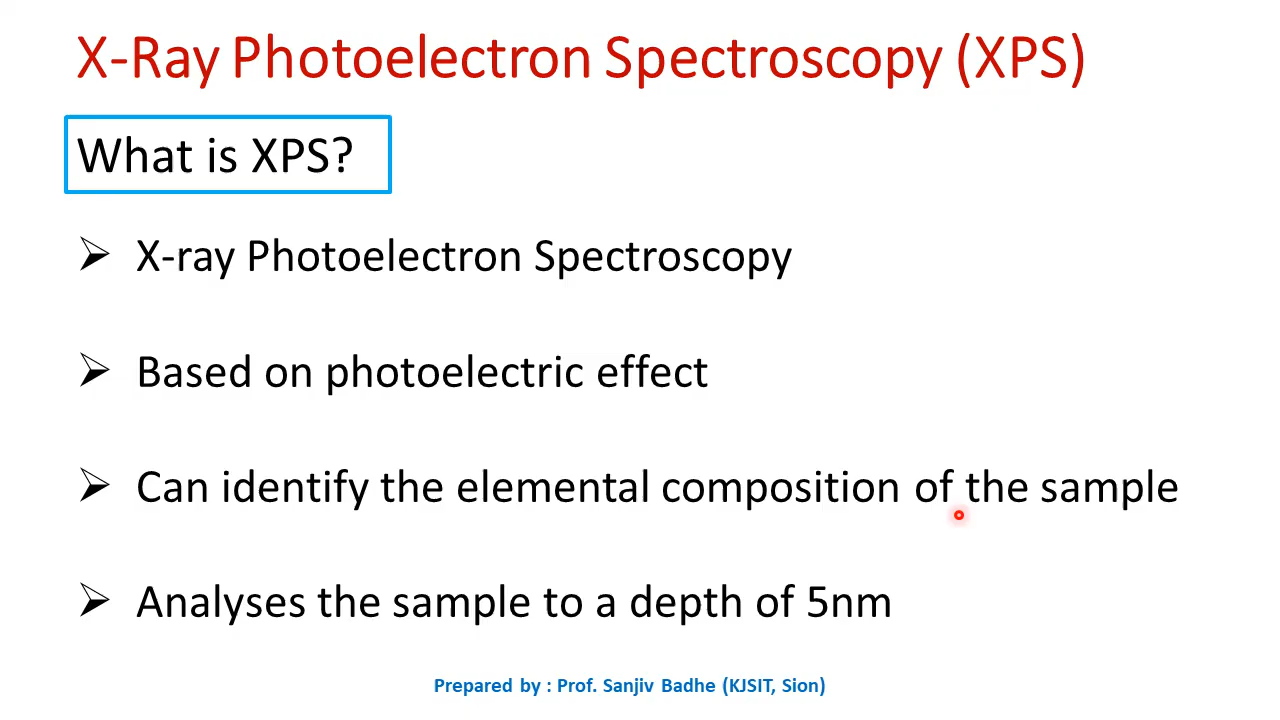 X-Ray Photoelectron Spectroscopy (XPS)
What is XPS?
➢ X-ray Photoelectron Spectroscopy
➢ Based on photoelectric effect
➢ Can identify the elemental composition of the sample
➢ Analyses the sample to a depth of 5nm
Prepared by : Prof. Sanjiv Badhe (KJSIT, Sion)